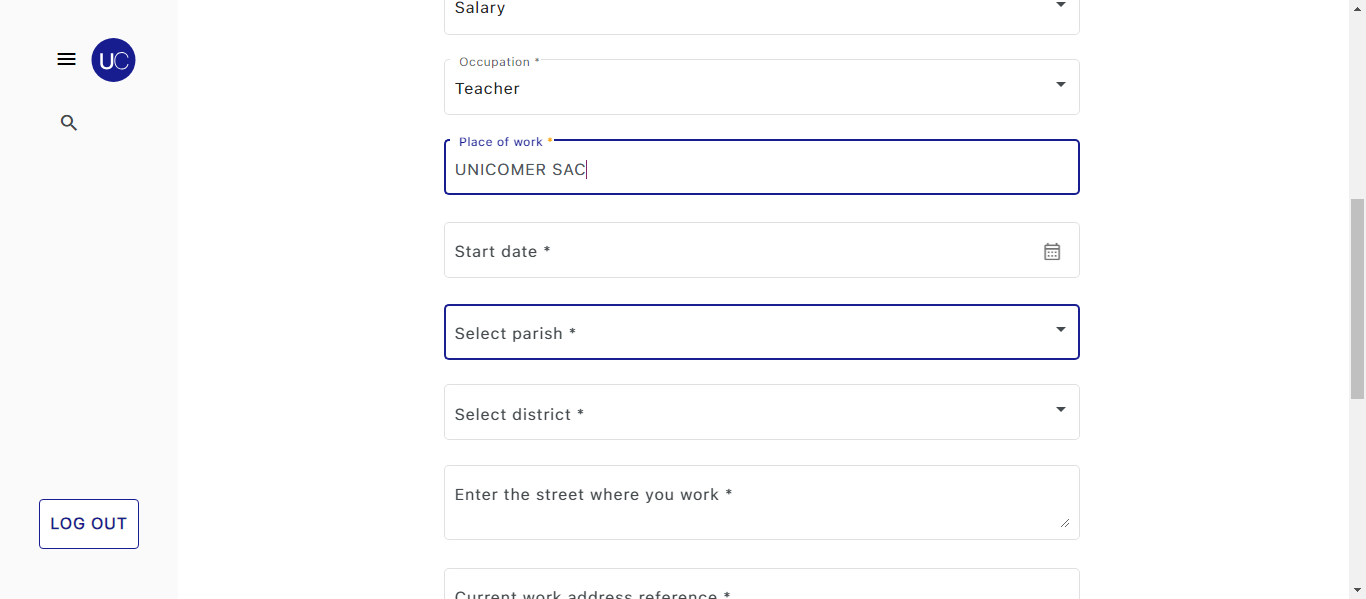 Salary
UC
Occupation *
Teacher
Place of work *
UNICOMER SAC
Start date *
Select parish *
Select district *
Enter the street where you work *
LOG OUT
Current work address reference *